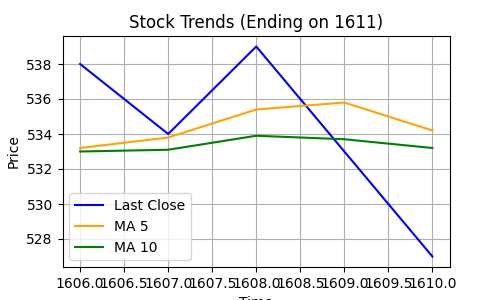 Stock Trends (Ending on 1611)
538
536
534
532
530
528
Price
Last Close
MA 5
MA 10
1606.0 1606.5 1607.0 1607.5 1608.0 1608.5 1609.0 1609.5 1610.0
Time